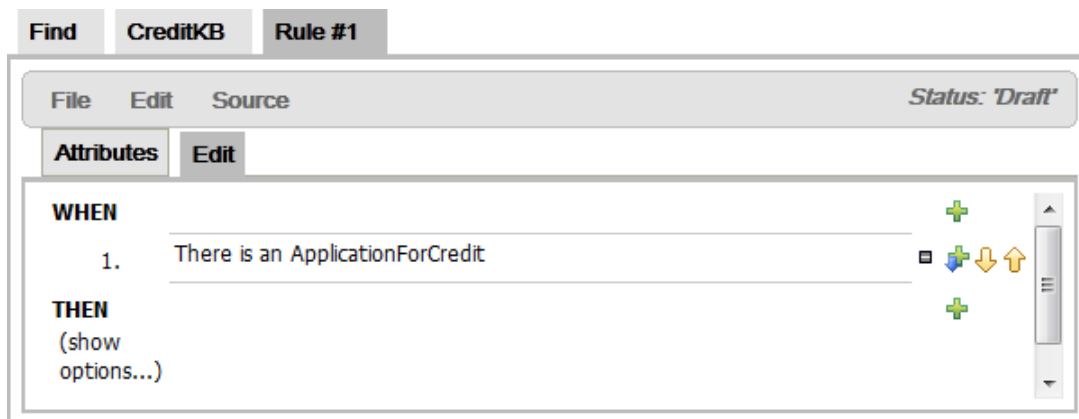 Find CreditKB Rule #1
File Edit Source Status: 'Draft'
Attributes Edit
WHEN
1. There is an ApplicationForCredit
THEN
(show
options...)